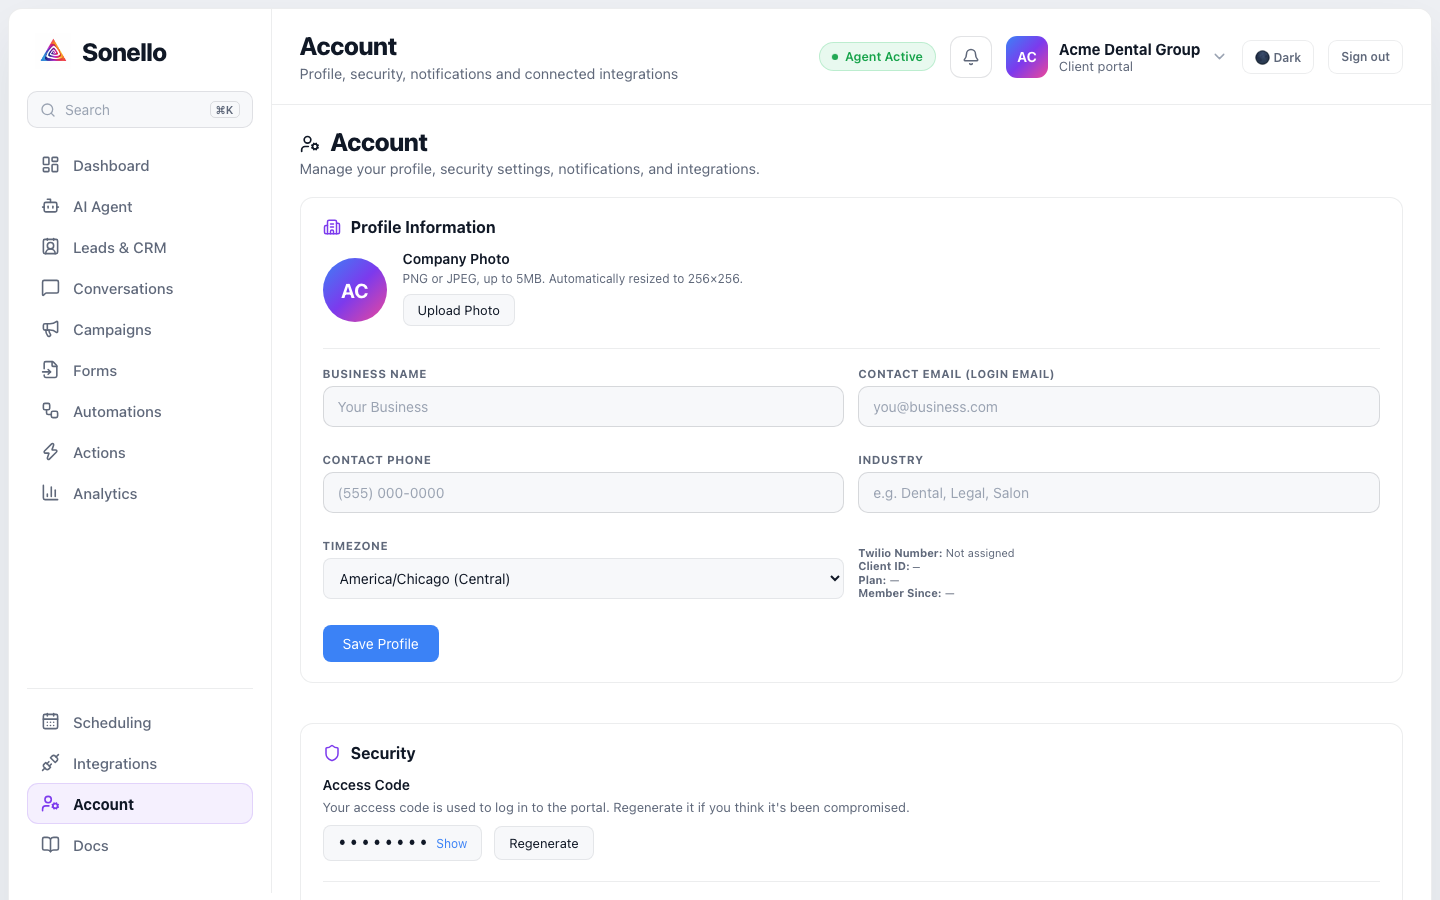 Sonello
Search ⌘K
Dashboard
AI Agent
Leads & CRM
Conversations
Campaigns
Forms
Automations
Actions
Analytics
Scheduling
Integrations
Account
Docs
Account
Profile, security, notifications and connected integrations
Agent Active
AC
Acme Dental Group
Client portal
Dark
Sign out
Account
Manage your profile, security settings, notifications, and integrations.
Profile Information
AC
Company Photo
PNG or JPEG, up to 5MB. Automatically resized to 256×256.
Upload Photo
BUSINESS NAME
Your Business
CONTACT EMAIL (LOGIN EMAIL)
you@business.com
CONTACT PHONE
(555) 000-0000
INDUSTRY
e.g. Dental, Legal, Salon
TIMEZONE
America/Chicago (Central)
Twilio Number: Not assigned
Client ID: —
Plan: —
Member Since: —
Save Profile
Security
Access Code
Your access code is used to log in to the portal. Regenerate it if you think it's been compromised.
•••••••• Show
Regenerate